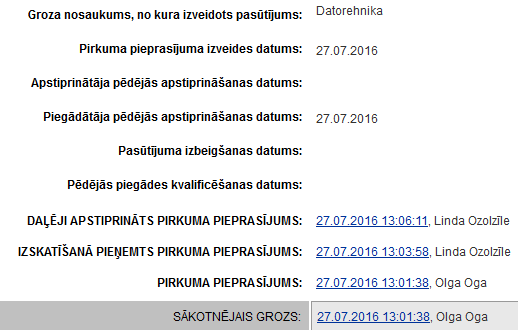 Groza nosaukums, no kura izveidots pasūtījums: Datorehnika
Pirkuma pieprasījuma izveides datums: 27.07.2016
Apstiprinātāja pēdējās apstiprināšanas datums:
Piegādātāja pēdējās apstiprināšanas datums: 27.07.2016
Pasūtījuma izbeigšanas datums:
Pēdējās piegādes kvalificēšanas datums:
DAĻĒJI APSTIPRINĀTS PIRKUMA PIEPRASĪJUMS: 27.07.2016 13:06:11, Linda Ozolzīle
IZSKATĪŠANĀ PIEŅEMTS PIRKUMA PIEPRASĪJUMS: 27.07.2016 13:03:58, Linda Ozolzīle
PIRKUMA PIEPRASĪJUMS: 27.07.2016 13:01:38, Olga Oga
SĀKOTNĒJAIS GROZS: 27.07.2016 13:01:38, Olga Oga